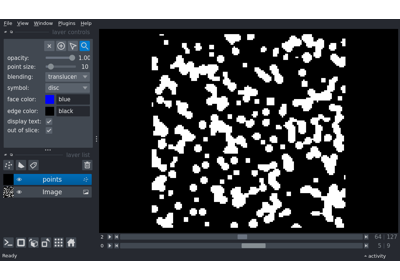 File View Window Plugins Help
layer controls
opacity: 1.00
point size: 10
blending: translucen
symbol: disc
face color: blue
edge color: black
display text:
out of slice:
layer list
points
Image
2 64 127
0 5 9
Ready activity